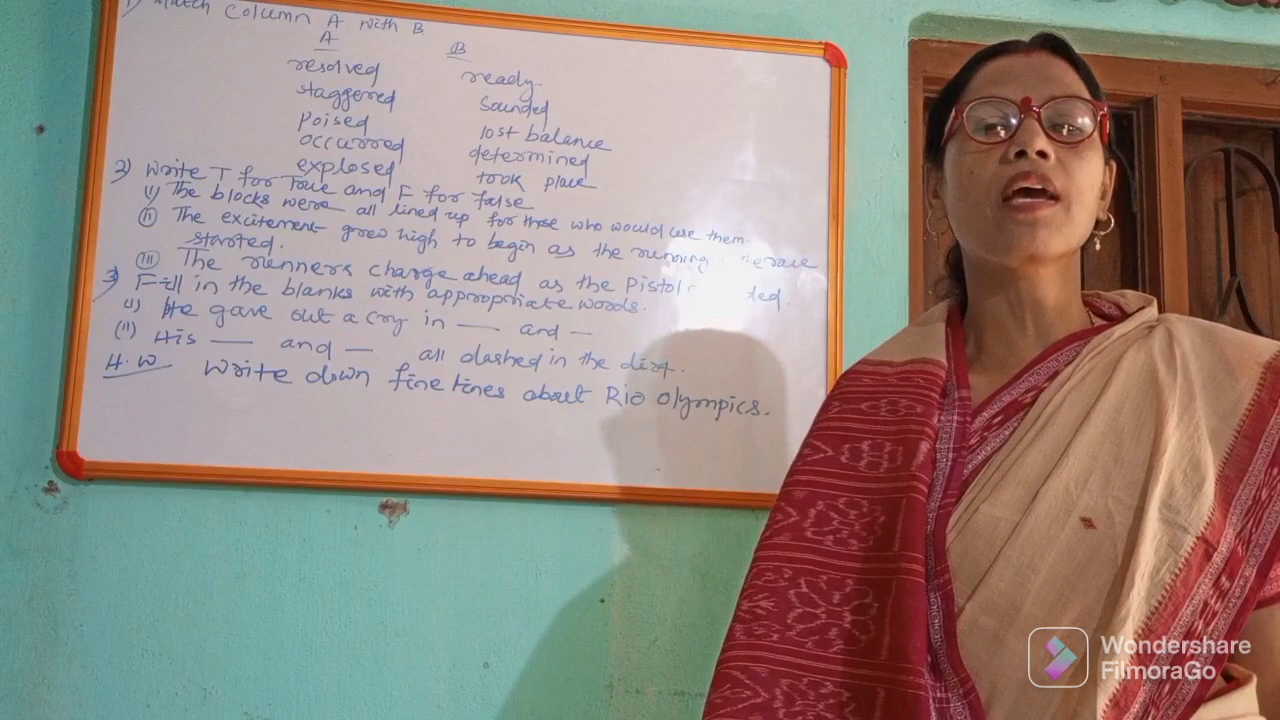 1) Match Column A with B
A B
resolved ready
staggered sounded
poised lost balance
occurred determined
explosed took place
2) Write T for True and F for false
(i) The blocks were all lined up for those who would use them.
(ii) The excitement grew high to begin as the running race
started.
(iii) The runners charge ahead as the Pistol
3) Fill in the blanks with appropriate words.
(i) He gave out a cry in — and —
(ii) His — and — all dashed in the dirt.
H.W Write down fine lines about Rio Olympics.
Wondershare
FilmoraGo